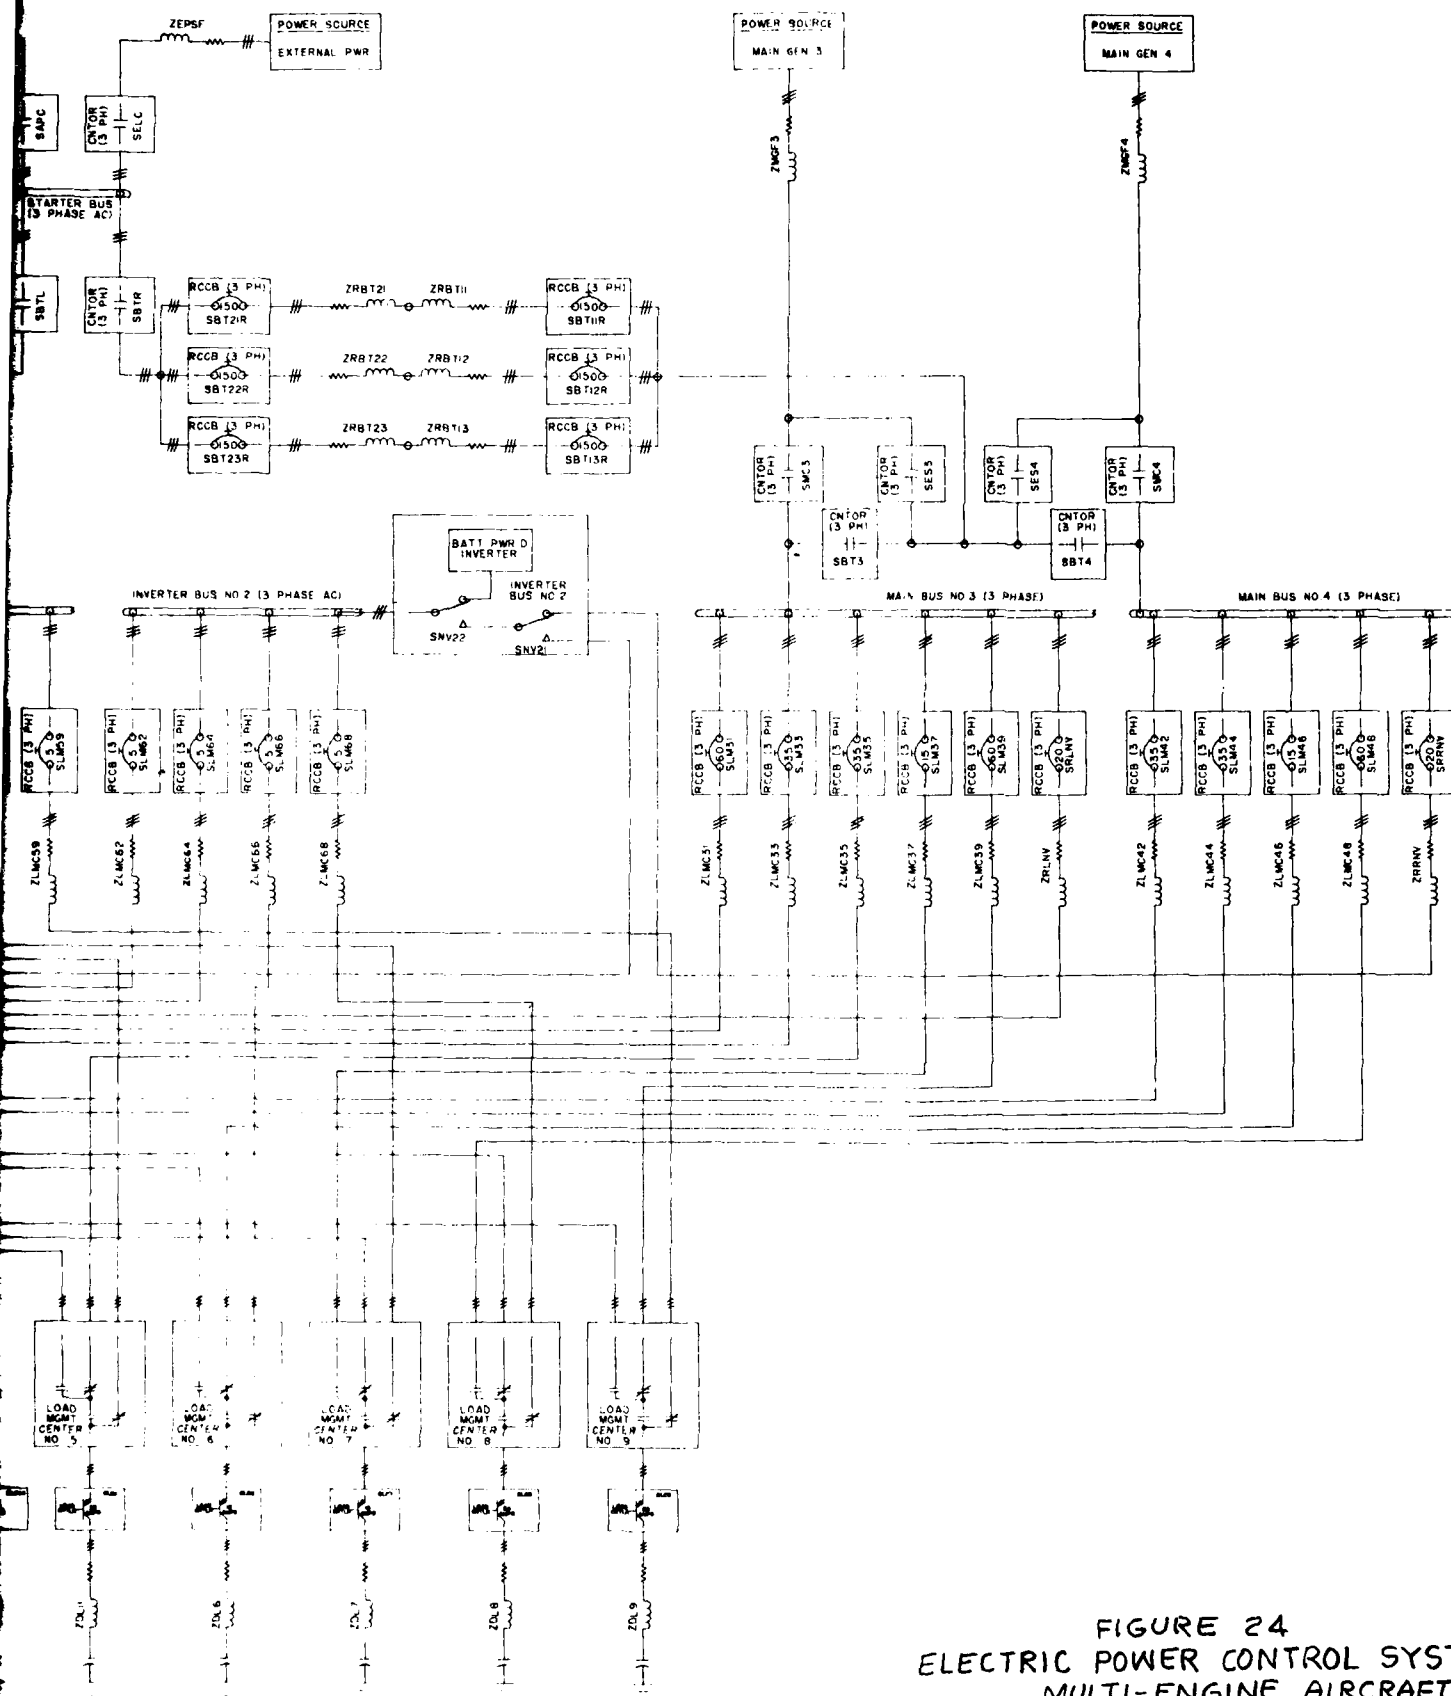 ZEPSF
POWER SOURCE
EXTERNAL PWR
POWER SOURCE
MAIN GEN 3
POWER SOURCE
MAIN GEN 4
SAPC
CNTOR
(3 PH)
SELC
ZMGF3
ZMGF4
STARTER BUS
(3 PHASE AC)
SBTL
CNTOR
(3 PH)
SBTR
RCCB (3 PH)
150
SBT21R
ZRBT21
ZRBT11
RCCB (3 PH)
150
SBT11R
RCCB (3 PH)
150
SBT22R
ZRBT22
ZRBT12
RCCB (3 PH)
150
SBT12R
RCCB (3 PH)
150
SBT23R
ZRBT23
ZRBT13
RCCB (3 PH)
150
SBT13R
CNTOR
(3 PH)
SMC3
CNTOR
(3 PH)
SES3
CNTOR
(3 PH)
SES4
CNTOR
(3 PH)
SMC4
CNTOR
(3 PH)
SBT3
CNTOR
(3 PH)
SBT4
BATT PWR D
INVERTER
INVERTER
BUS NO 2
SNV22
SNV21
INVERTER BUS NO 2 (3 PHASE AC)
MAIN BUS NO 3 (3 PHASE)
MAIN BUS NO 4 (3 PHASE)
RCCB (3 PH)
5
SLM59
RCCB (3 PH)
5
SLM62
RCCB (3 PH)
5
SLM64
RCCB (3 PH)
5
SLM66
RCCB (3 PH)
5
SLM68
RCCB (3 PH)
60
SLM31
RCCB (3 PH)
35
SLM33
RCCB (3 PH)
35
SLM35
RCCB (3 PH)
15
SLM37
RCCB (3 PH)
60
SLM39
RCCB (3 PH)
20
SRLNV
RCCB (3 PH)
35
SLM42
RCCB (3 PH)
35
SLM44
RCCB (3 PH)
15
SLM46
RCCB (3 PH)
60
SLM48
RCCB (3 PH)
20
SRRNV
ZLMC59
ZLMC62
ZLMC64
ZLMC66
ZLMC68
ZLMC31
ZLMC33
ZLMC35
ZLMC37
ZLMC39
ZRLNV
ZLMC42
ZLMC44
ZLMC46
ZLMC48
ZRRNV
LOAD
MGMT
CENTER
NO 5
LOAD
MGMT
CENTER
NO 6
LOAD
MGMT
CENTER
NO 7
LOAD
MGMT
CENTER
NO 8
LOAD
MGMT
CENTER
NO 9
ZDL6
ZDL7
ZDL8
ZDL9
FIGURE 24
ELECTRIC POWER CONTROL SYST
MULTI-ENGINE AIRCRAFT